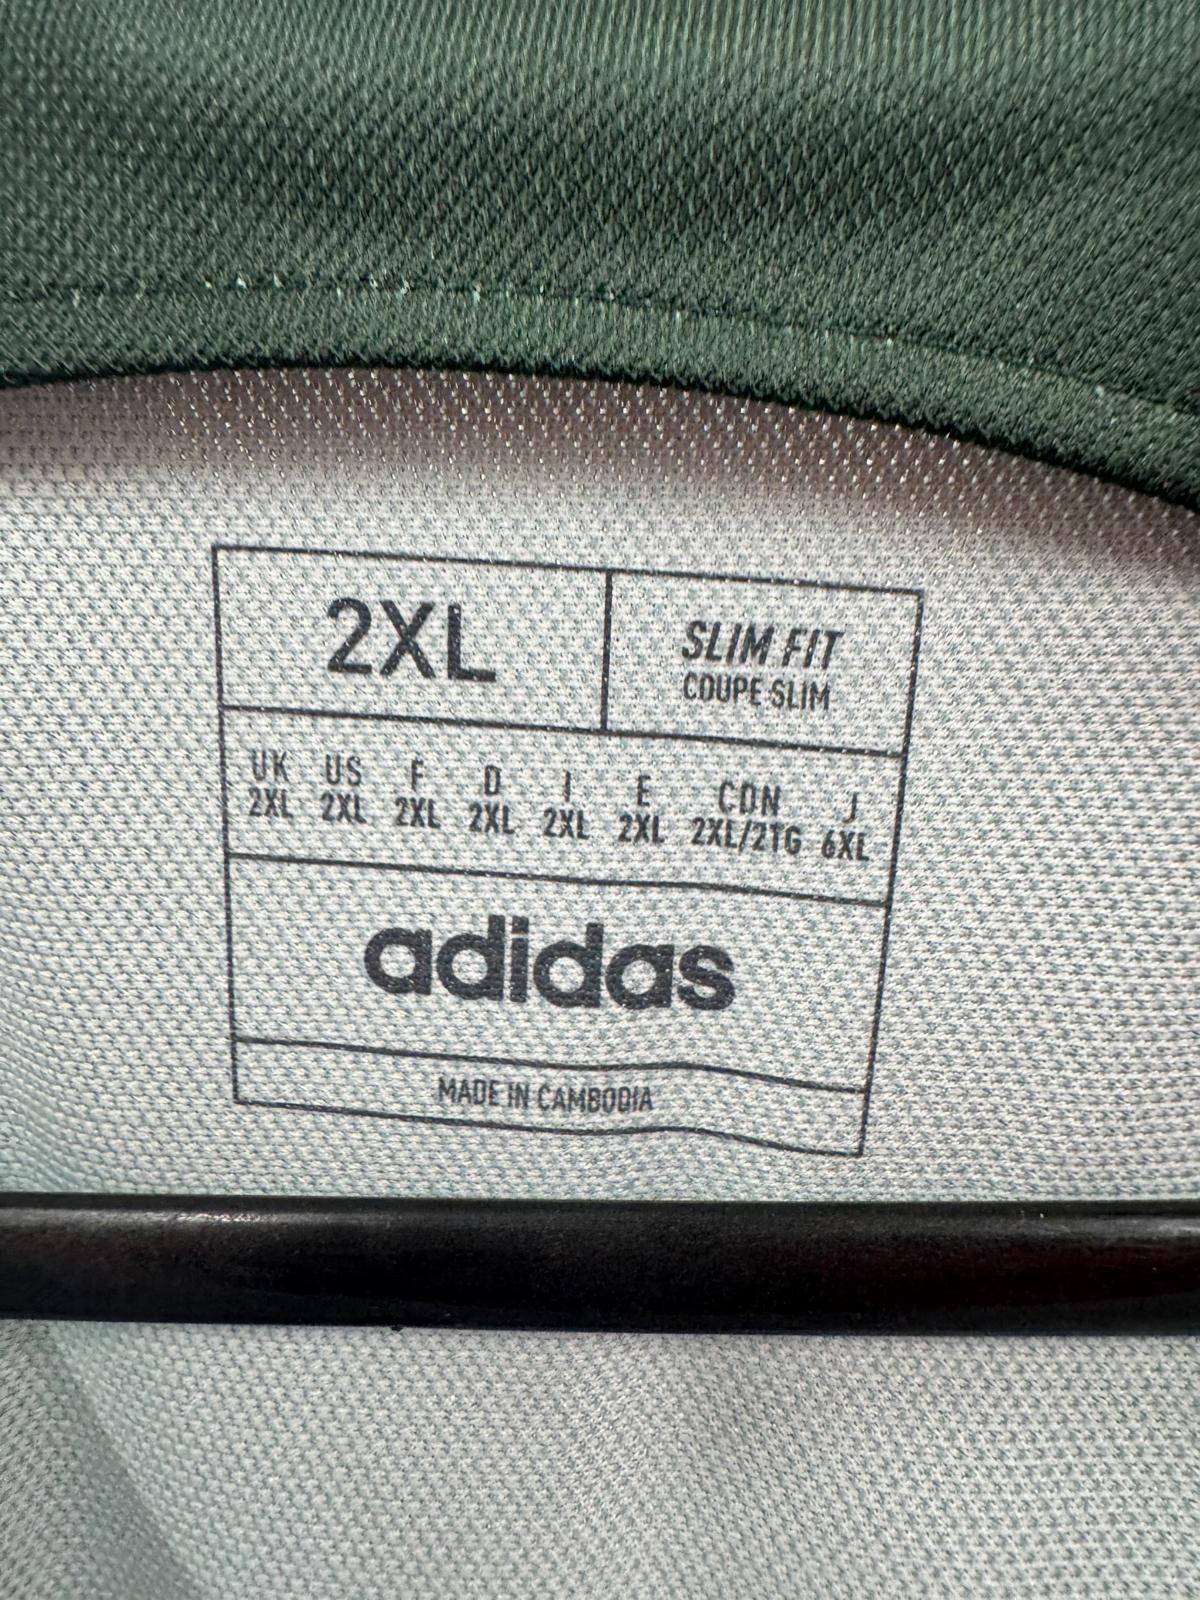 2XL
SLIM FIT
COUPE SLIM
UK US F D I E CDN J
2XL 2XL 2XL 2XL 2XL 2XL 2XL/2TG 6XL
adidas
MADE IN CAMBODIA